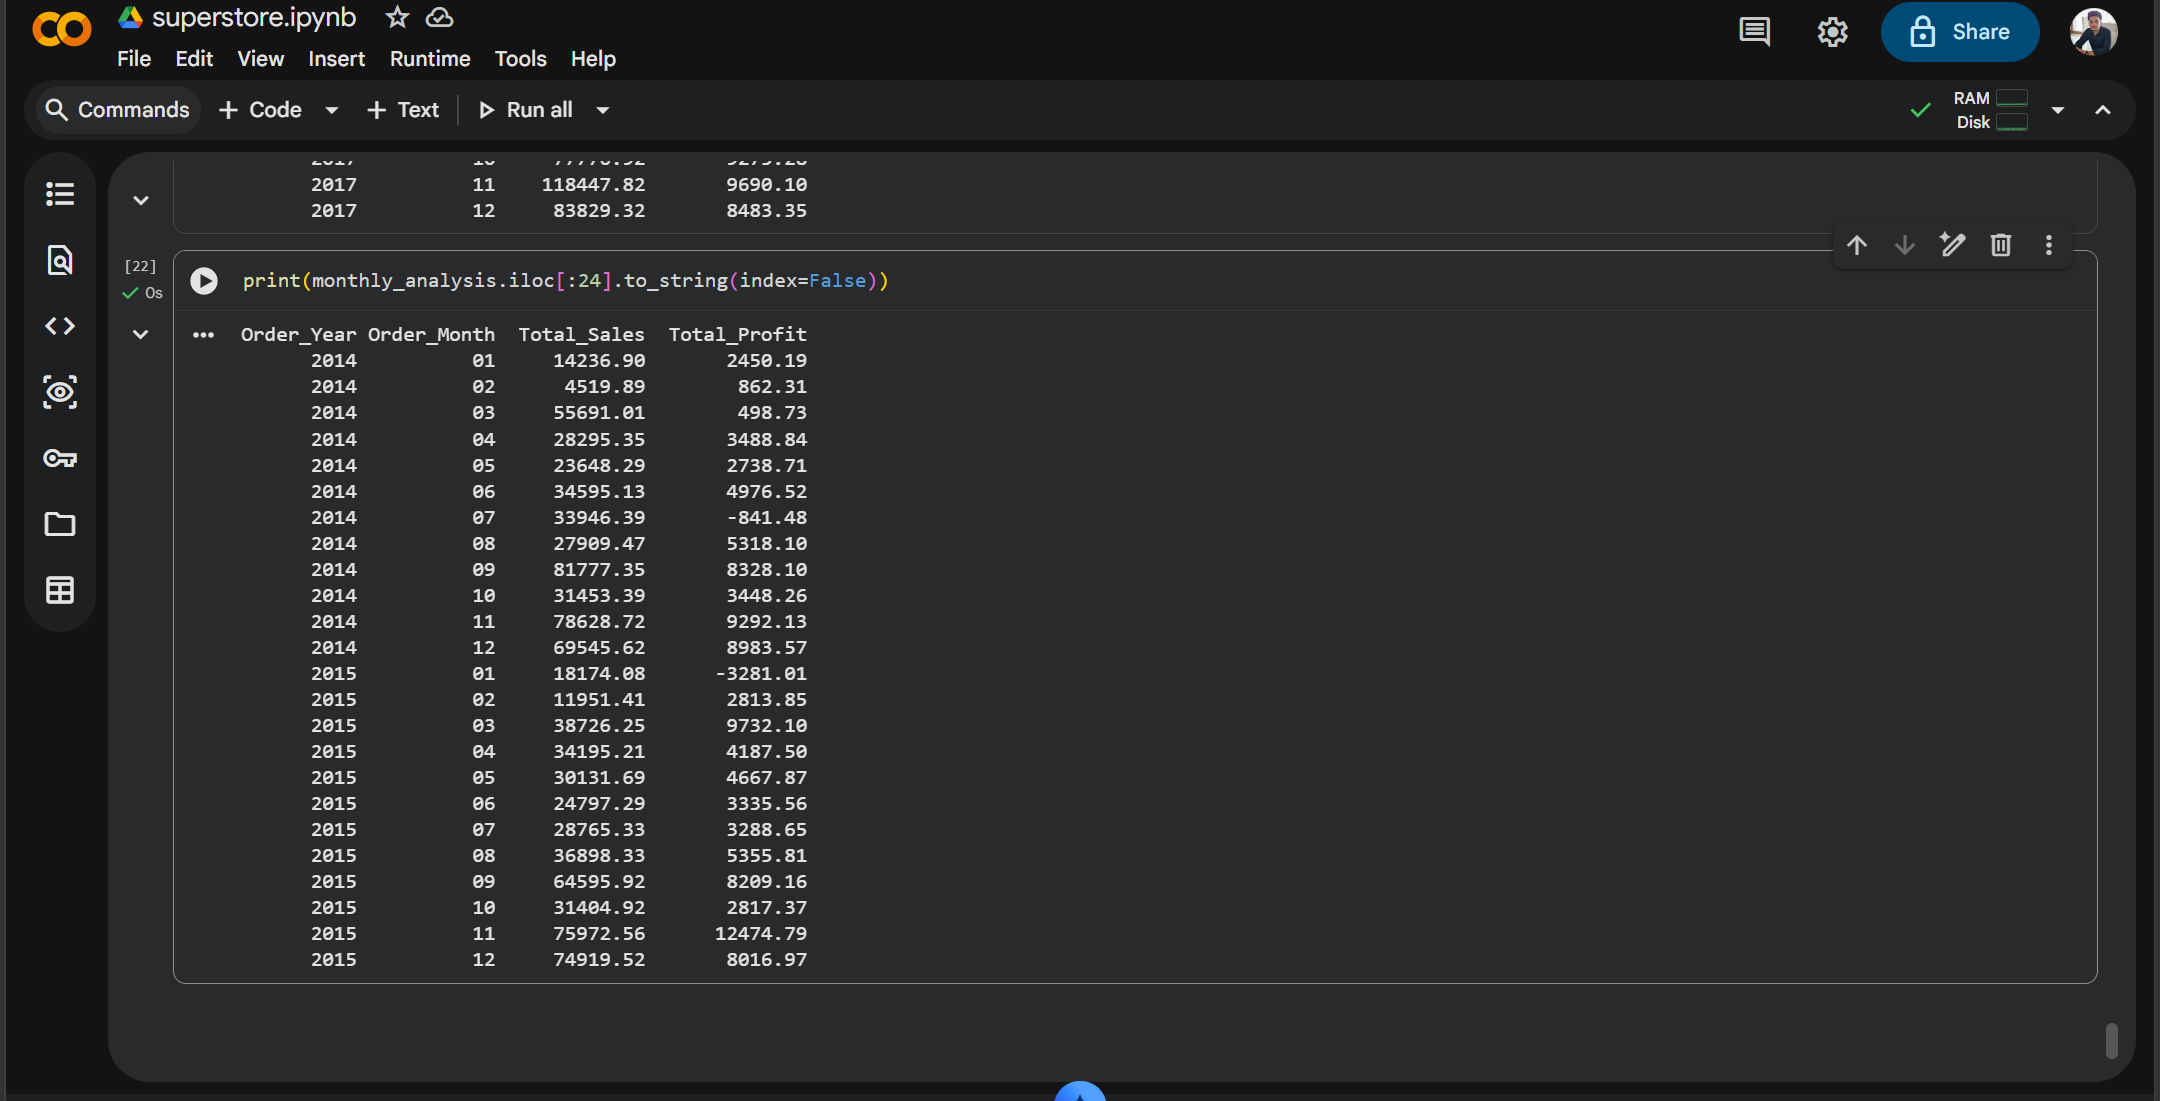 superstore.ipynb
File Edit View Insert Runtime Tools Help
Share
Commands + Code + Text Run all
RAM
Disk
2017 11 118447.82 9690.10
2017 12 83829.32 8483.35
[22]
0s
print(monthly_analysis.iloc[:24].to_string(index=False))
Order_Year Order_Month Total_Sales Total_Profit
2014 01 14236.90 2450.19
2014 02 4519.89 862.31
2014 03 55691.01 498.73
2014 04 28295.35 3488.84
2014 05 23648.29 2738.71
2014 06 34595.13 4976.52
2014 07 33946.39 -841.48
2014 08 27909.47 5318.10
2014 09 81777.35 8328.10
2014 10 31453.39 3448.26
2014 11 78628.72 9292.13
2014 12 69545.62 8983.57
2015 01 18174.08 -3281.01
2015 02 11951.41 2813.85
2015 03 38726.25 9732.10
2015 04 34195.21 4187.50
2015 05 30131.69 4667.87
2015 06 24797.29 3335.56
2015 07 28765.33 3288.65
2015 08 36898.33 5355.81
2015 09 64595.92 8209.16
2015 10 31404.92 2817.37
2015 11 75972.56 12474.79
2015 12 74919.52 8016.97